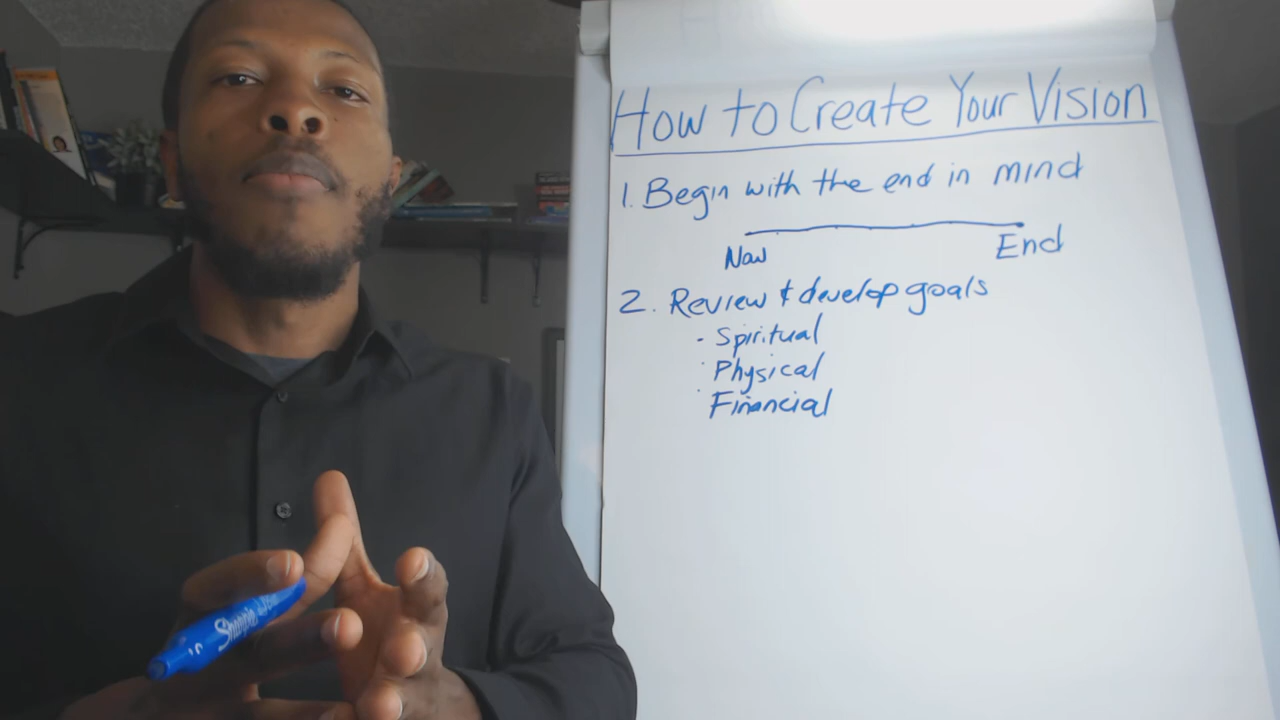 How to Create Your Vision
1. Begin with the end in mind
Now End
2. Review & develop goals
- Spiritual
· Physical
· Financial
Sharpie